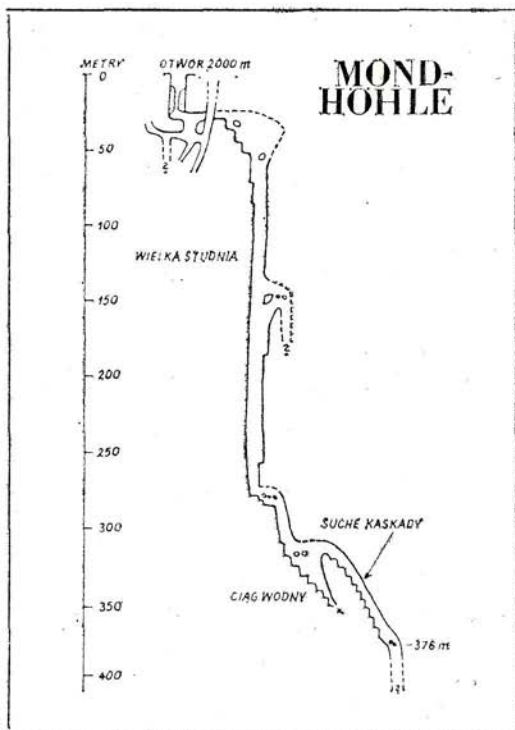 METRY
OTWÓR 2000 m
MOND-
HÖHLE
0
50
100
WIELKA STUDNIA
150
200
250
300
SUCHE KASKADY
350
CIĄG WODNY
-376 m
400
?
?
?